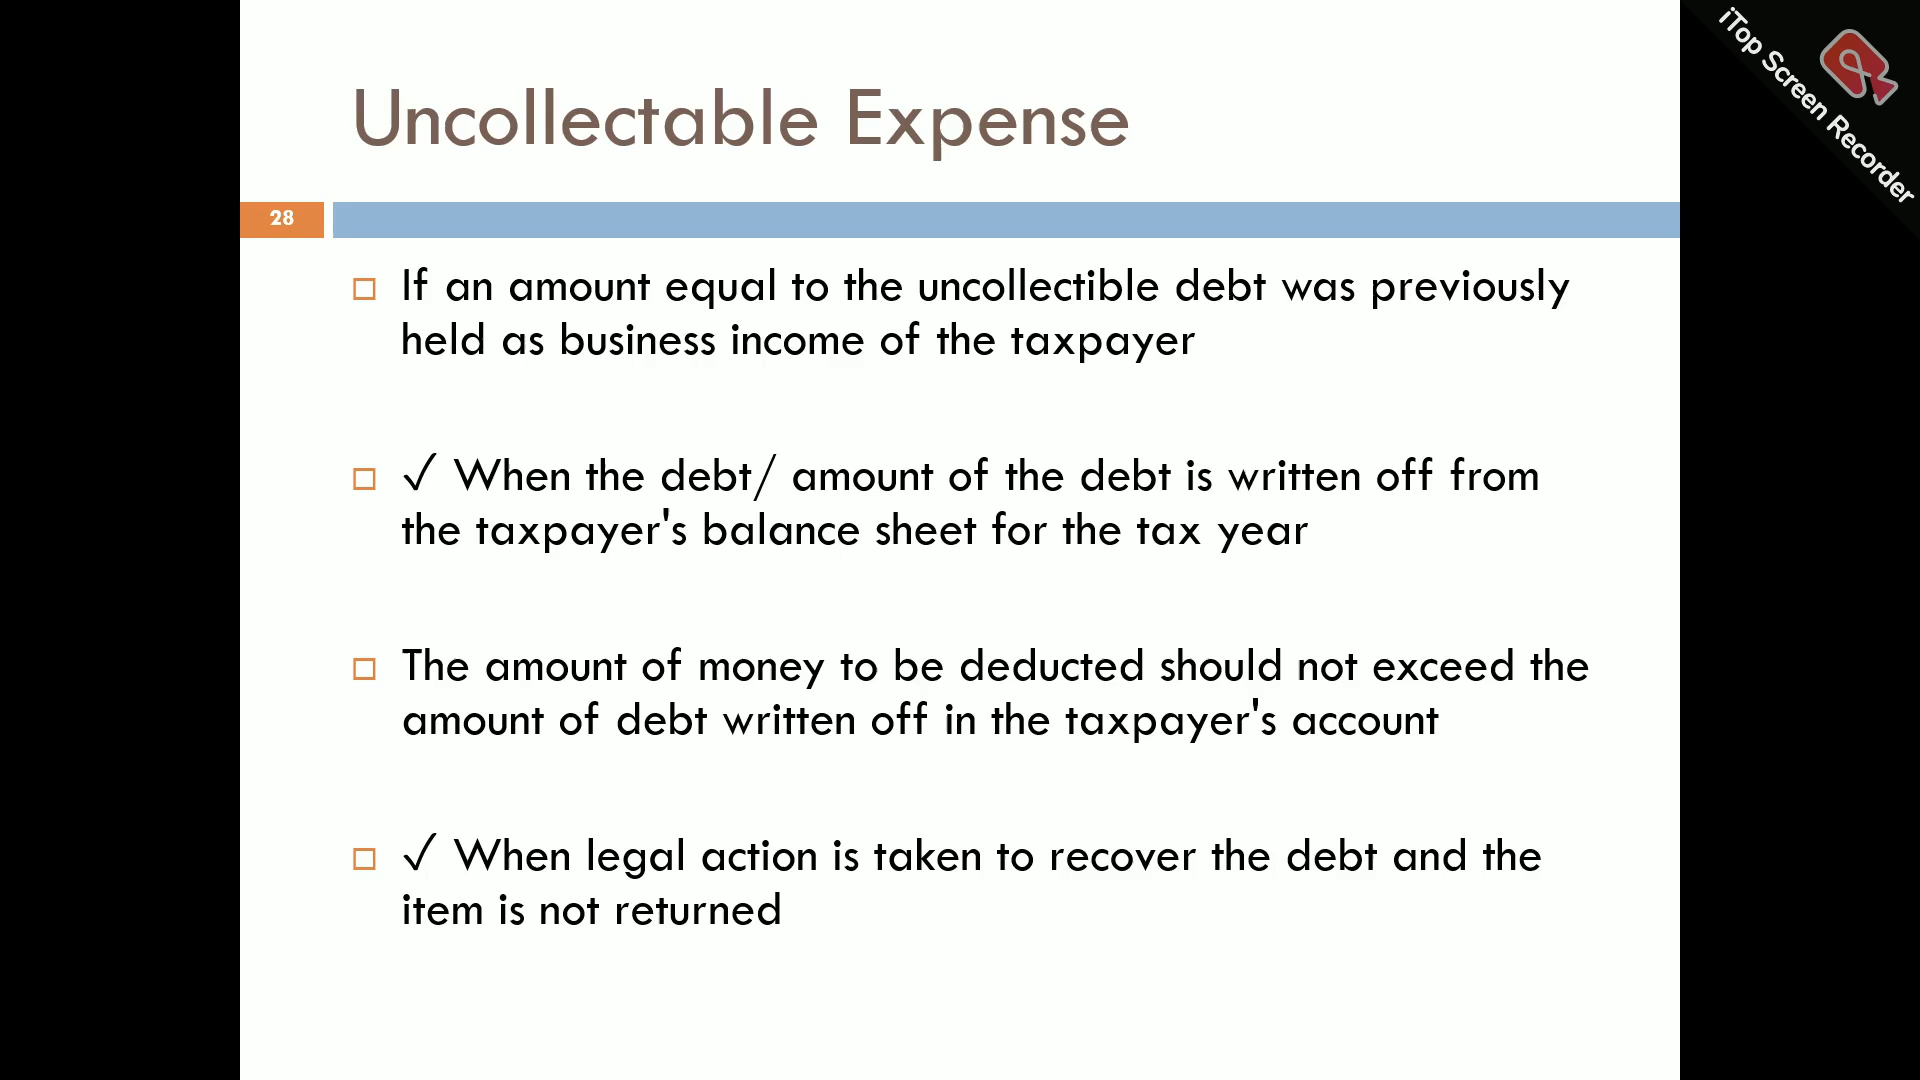 Uncollectable Expense
28
If an amount equal to the uncollectible debt was previously
held as business income of the taxpayer
✓ When the debt/ amount of the debt is written off from
the taxpayer's balance sheet for the tax year
The amount of money to be deducted should not exceed the
amount of debt written off in the taxpayer's account
✓ When legal action is taken to recover the debt and the
item is not returned
iTop Screen Recorder